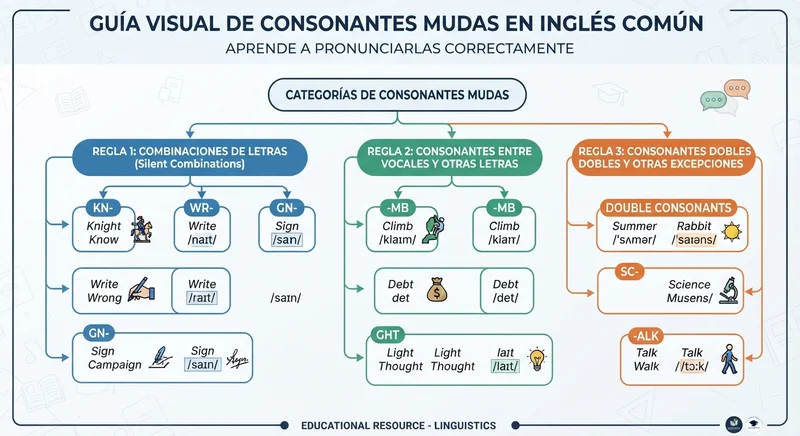 GUÍA VISUAL DE CONSONANTES MUDAS EN INGLÉS COMÚN
APRENDE A PRONUNCIARLAS CORRECTAMENTE
CATEGORÍAS DE CONSONANTES MUDAS
REGLA 1: COMBINACIONES DE LETRAS
(Silent Combinations)
KN-
Knight
Know
WR-
Write
/naɪt/
GN-
Sign
/san/
Write
Wrong
Write
/raɪt/
/saɪn/
GN-
Sign
Campaign
Sign
/saɪn/
REGLA 2: CONSONANTES ENTRE
VOCALES Y OTRAS LETRAS
-MB
Climb
/klaɪm/
-MB
Climb
/klaɪr/
Debt
det
Debt
/det/
GHT
Light
Thought
Light
Thought
laɪt
/laɪt/
REGLA 3: CONSONANTES DOBLES
DOBLES Y OTRAS EXCEPCIONES
DOUBLE CONSONANTS
Summer
/'sʌmər/
Rabbit
/'saɪəns/
SC-
Science
Musens/
-ALK
Talk
Walk
Talk
//tɔːk/
EDUCATIONAL RESOURCE - LINGUISTICS